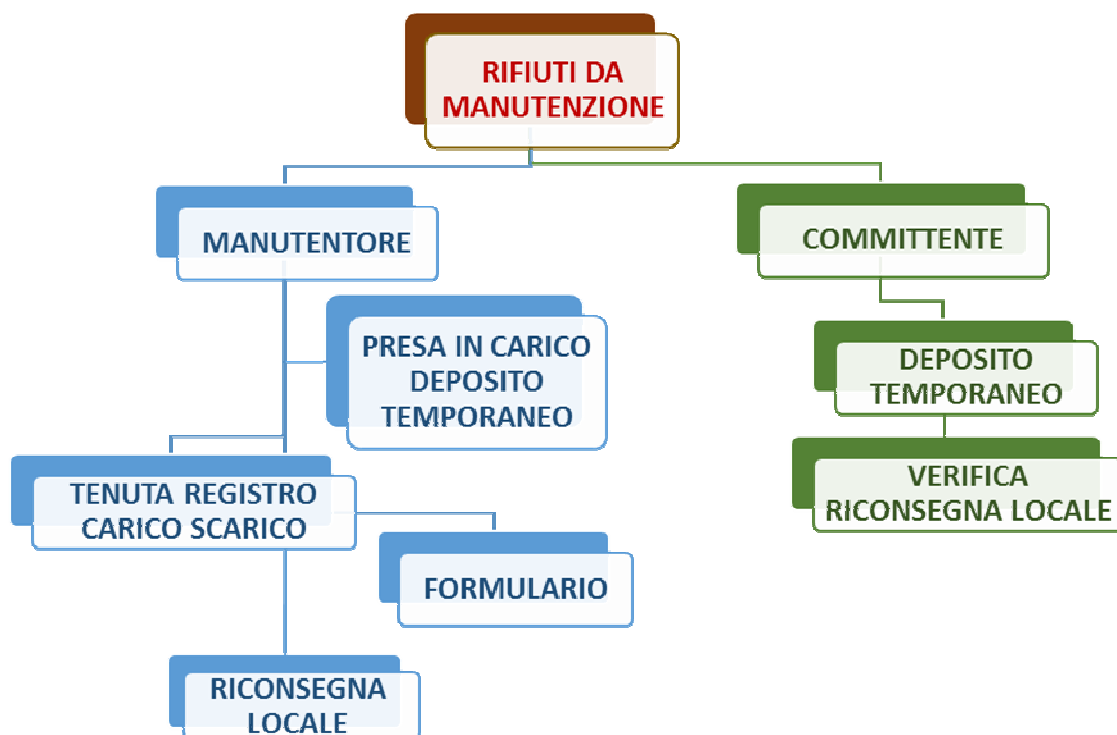 RIFIUTI DA
MANUTENZIONE
MANUTENTORE
COMMITTENTE
PRESA IN CARICO
DEPOSITO
TEMPORANEO
DEPOSITO
TEMPORANEO
TENUTA REGISTRO
CARICO SCARICO
VERIFICA
RICONSEGNA LOCALE
FORMULARIO
RICONSEGNA
LOCALE